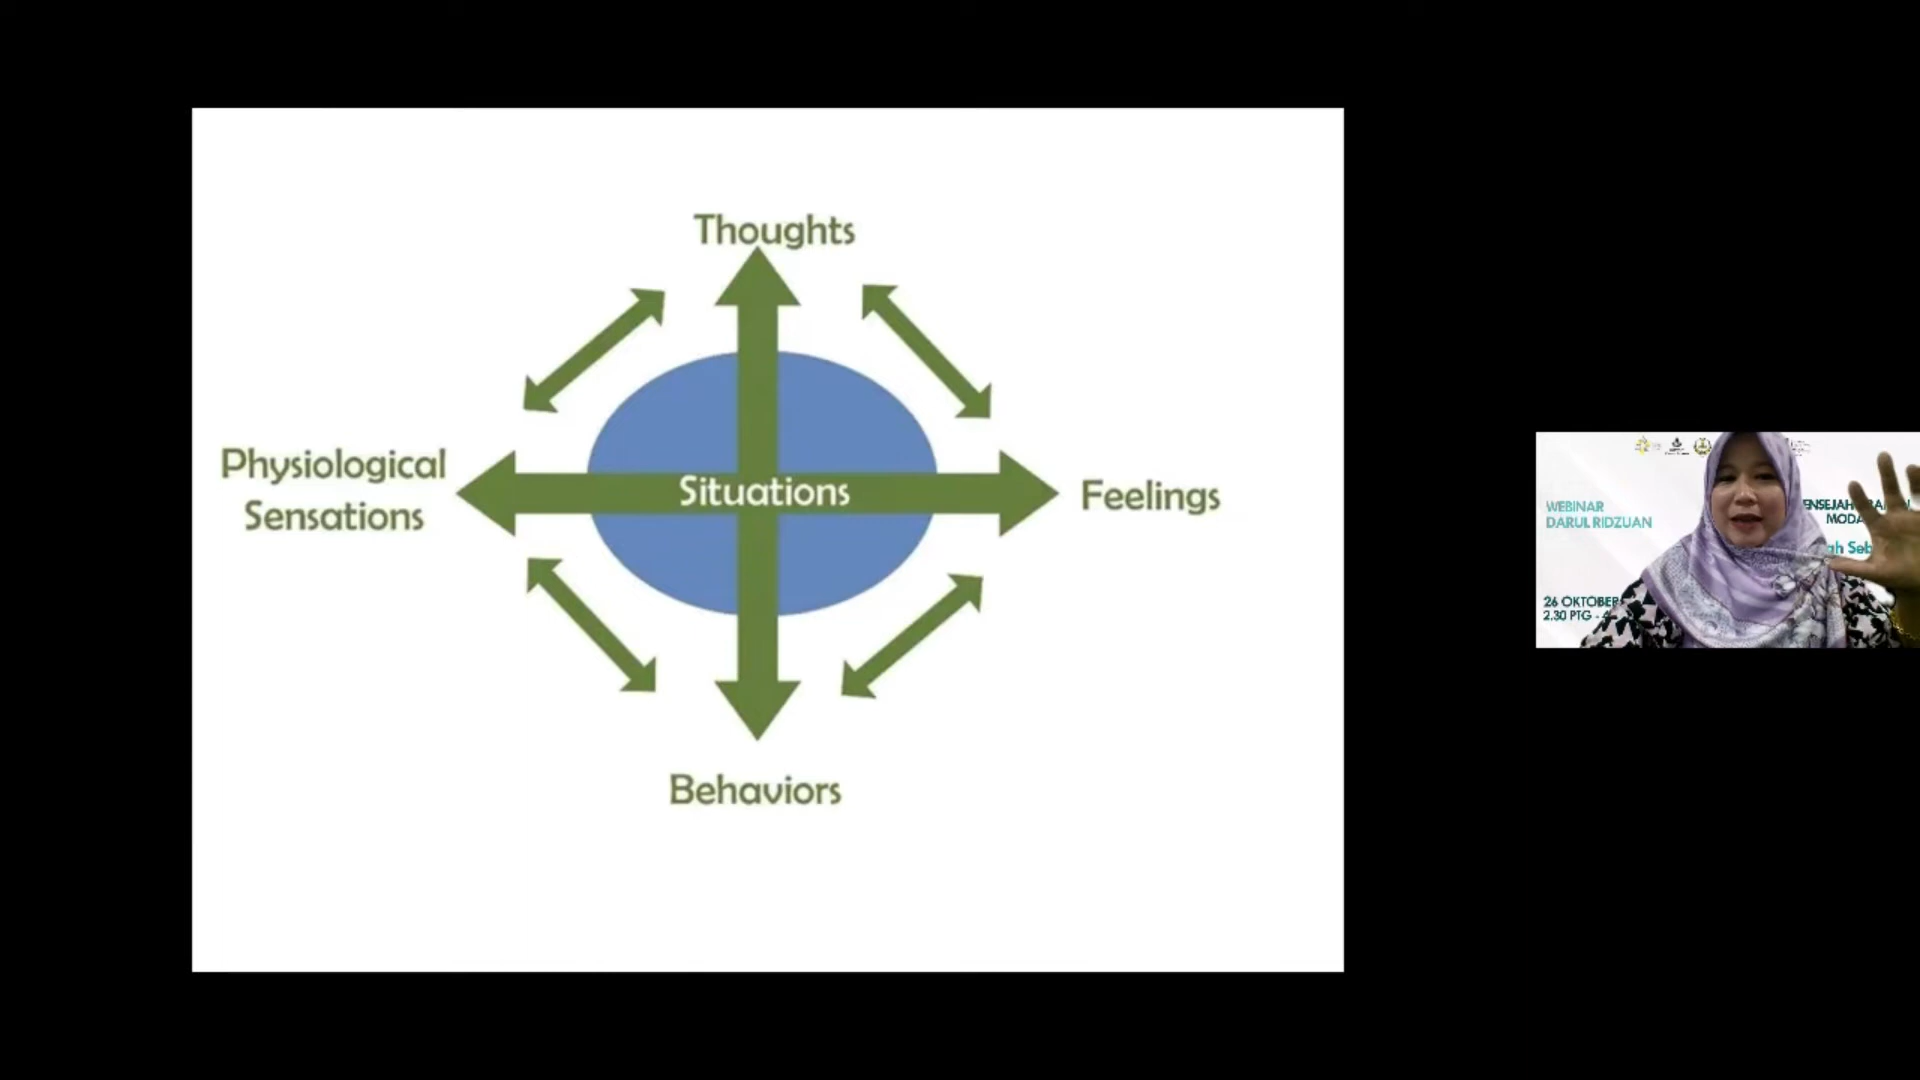 Thoughts
Physiological
Sensations
Situations
Feelings
Behaviors
WEBINAR
DARUL RIDZUAN
26 OKTOBER
2.30 PTG -